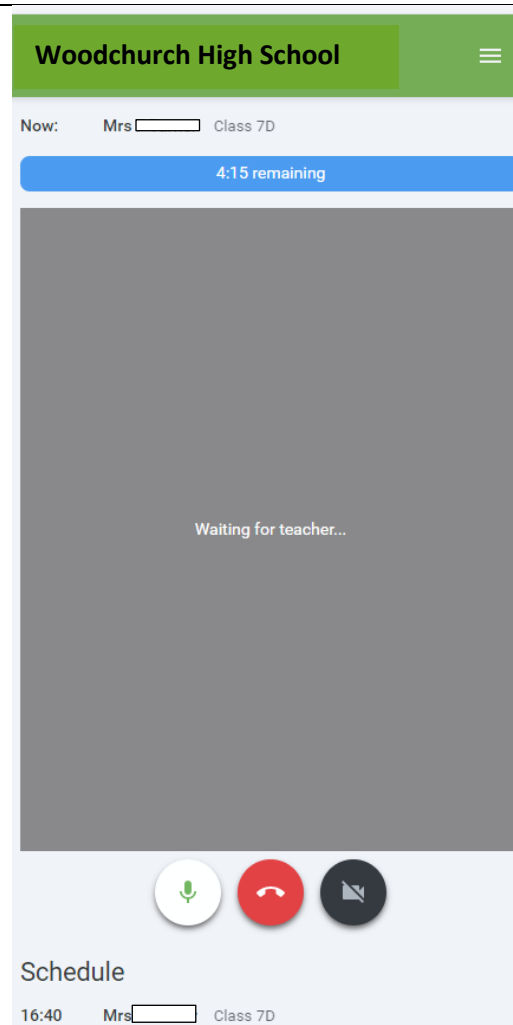 Woodchurch High School
Now: Mrs Class 7D
4:15 remaining
Waiting for teacher...
Schedule
16:40 Mrs Class 7D